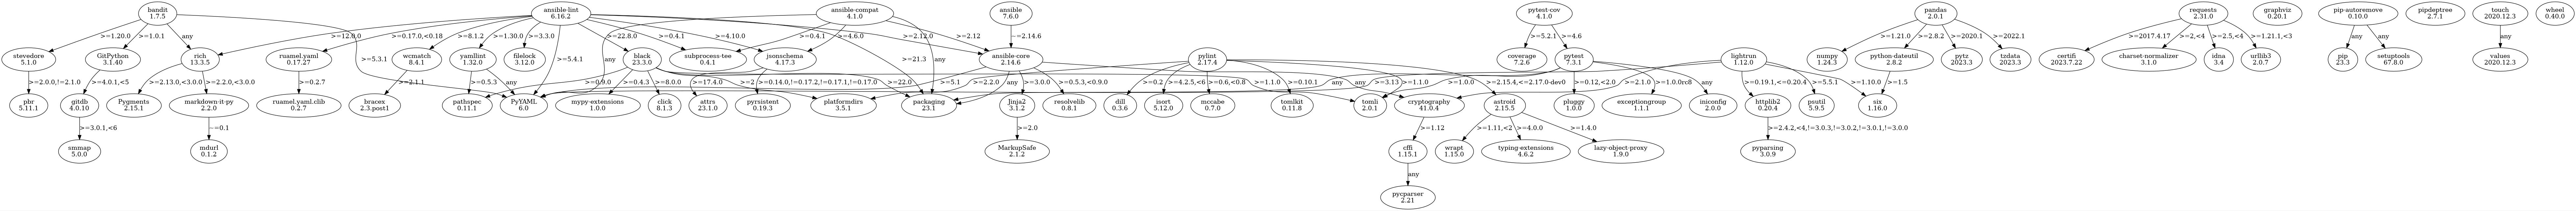 bandit
1.7.5
ansible-lint
6.16.2
ansible-compat
4.1.0
ansible
7.6.0
pytest-cov
4.1.0
pandas
2.0.1
requests
2.31.0
graphviz
0.20.1
pip-autoremove
0.10.0
pipdeptree
2.7.1
touch
2020.12.3
wheel
0.40.0
>=1.20.0
>=1.0.1
any
>=5.3.1
>=12.0.0
>=0.17.0,<0.18
>=8.1.2
>=1.30.0
>=3.3.0
>=5.4.1
>=22.8.0
>=0.4.1
>=4.10.0
>=0.4.1
>=4.6.0
>=2.12.0
>=2.12
~=2.14.6
>=5.2.1
>=4.6
>=1.21.0
>=2.8.2
>=2020.1
>=2022.1
>=2017.4.17
>=2,<4
>=2.5,<4
>=1.21.1,<3
any
any
any
stevedore
5.1.0
GitPython
3.1.40
rich
13.3.5
ruamel.yaml
0.17.27
wcmatch
8.4.1
yamllint
1.32.0
filelock
3.12.0
any
black
23.3.0
subprocess-tee
0.4.1
jsonschema
4.17.3
>=21.3
any
ansible-core
2.14.6
pylint
2.17.4
coverage
7.2.6
pytest
7.3.1
lightrun
1.12.0
numpy
1.24.3
python-dateutil
2.8.2
pytz
2023.3
tzdata
2023.3
certifi
2023.7.22
charset-normalizer
3.1.0
idna
3.4
urllib3
2.0.7
pip
23.3
setuptools
67.8.0
values
2020.12.3
>=2.0.0,!=2.1.0
>=4.0.1,<5
>=2.13.0,<3.0.0
>=2.2.0,<3.0.0
>=0.2.7
>=2.1.1
>=0.5.3
any
>=0.9.0
>=0.4.3
>=8.0.0
>=2
>=17.4.0
>=0.14.0,!=0.17.2,!=0.17.1,!=0.17.0
>=22.0
>=5.1
>=2.2.0
any
>=3.0.0
>=0.5.3,<0.9.0
>=0.2
>=4.2.5,<6
>=0.6,<0.8
>=1.1.0
>=0.10.1
any
any
>=3.13
>=1.1.0
>=1.0.0
>=2.15.4,<=2.17.0-dev0
>=0.12,<2.0
>=1.0.0rc8
any
>=2.1.0
>=0.19.1,<=0.20.4
>=5.5.1
>=1.10.0
>=1.5
pbr
5.11.1
gitdb
4.0.10
Pygments
2.15.1
markdown-it-py
2.2.0
ruamel.yaml.clib
0.2.7
bracex
2.3.post1
pathspec
0.11.1
PyYAML
6.0
mypy-extensions
1.0.0
click
8.1.3
attrs
23.1.0
pyrsistent
0.19.3
platformdirs
3.5.1
packaging
23.1
Jinja2
3.1.2
resolvelib
0.8.1
dill
0.3.6
isort
5.12.0
mccabe
0.7.0
tomlkit
0.11.8
tomli
2.0.1
cryptography
41.0.4
astroid
2.15.5
pluggy
1.0.0
exceptiongroup
1.1.1
iniconfig
2.0.0
httplib2
0.20.4
psutil
5.9.5
six
1.16.0
>=3.0.1,<6
~=0.1
>=2.0
>=1.12
>=1.11,<2
>=4.0.0
>=1.4.0
>=2.4.2,<4,!=3.0.3,!=3.0.2,!=3.0.1,!=3.0.0
smmap
5.0.0
mdurl
0.1.2
MarkupSafe
2.1.2
cffi
1.15.1
wrapt
1.15.0
typing-extensions
4.6.2
lazy-object-proxy
1.9.0
pyparsing
3.0.9
any
pycparser
2.21